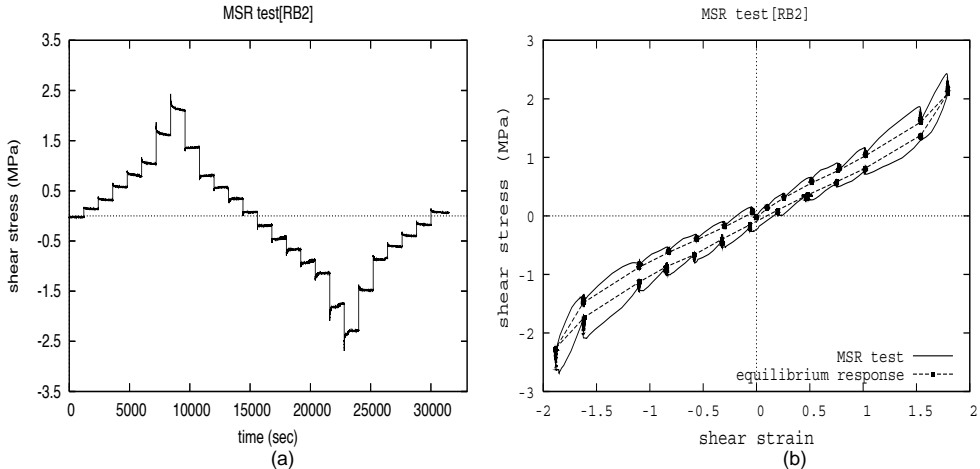 MSR test[RB2]
3.5
2.5
1.5
0.5
-0.5
-1.5
-2.5
-3.5
shear stress (MPa)
0 5000 10000 15000 20000 25000 30000
time (sec)
(a)
MSR test[RB2]
3
2
1
0
-1
-2
-3
shear stress (MPa)
MSR test
equilibrium response
-2 -1.5 -1 -0.5 0 0.5 1 1.5 2
shear strain
(b)